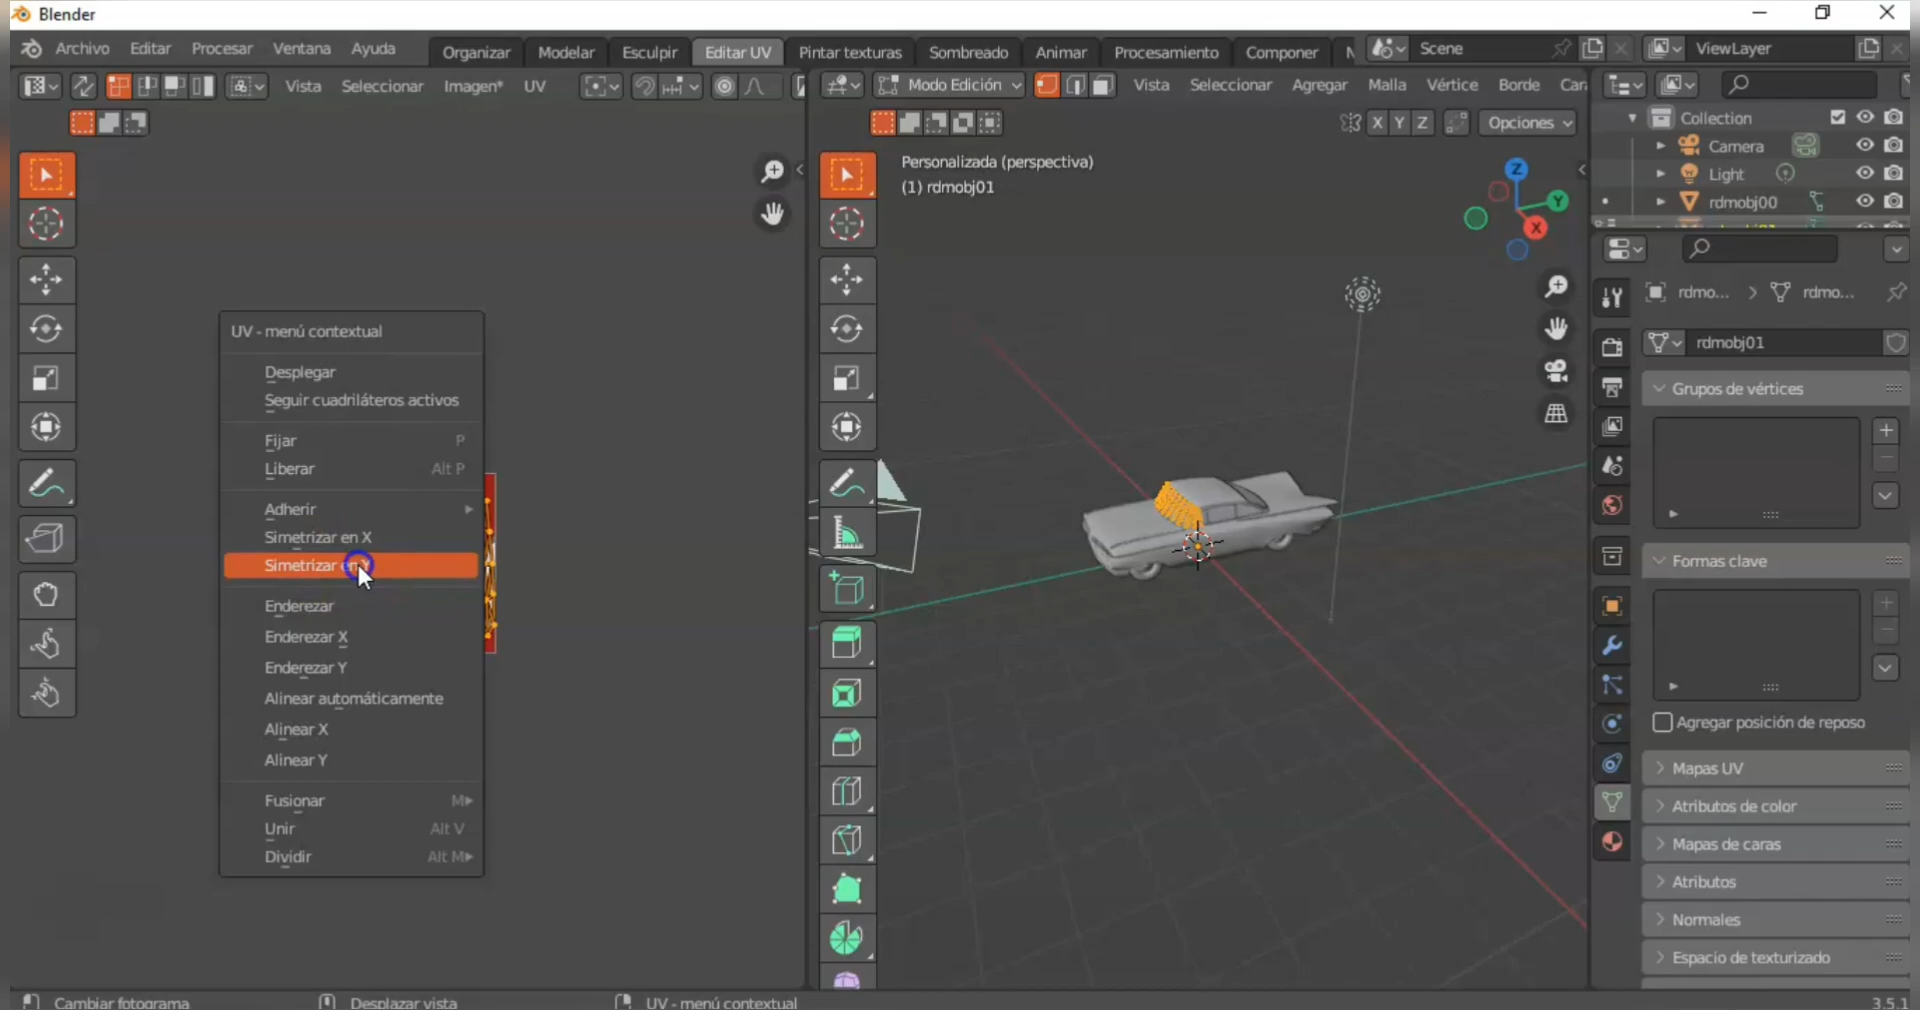 Blender
Archivo Editar Procesar Ventana Ayuda
Organizar Modelar Esculpir Editar UV Pintar texturas Sombreado Animar Procesamiento Componer
Scene
ViewLayer
Vista Seleccionar Imagen* UV
Modo Edición Vista Seleccionar Agregar Malla Vértice Borde Car
X Y Z Opciones
Personalizada (perspectiva)
(1) rdmobj01
Z
Y
X
Collection
Camera
Light
rdmobj00
rdmo... rdmo...
rdmobj01
Grupos de vértices
Formas clave
Agregar posición de reposo
Mapas UV
Atributos de color
Mapas de caras
Atributos
Normales
Espacio de texturizado
UV - menú contextual
Desplegar
Seguir cuadriláteros activos
Fijar P
Liberar Alt P
Adherir
Simetrizar en X
Simetrizar en Y
Enderezar
Enderezar X
Enderezar Y
Alinear automáticamente
Alinear X
Alinear Y
Fusionar M
Unir Alt V
Dividir Alt M
Cambiar fotograma Desplazar vista UV - menú contextual 3.5.1